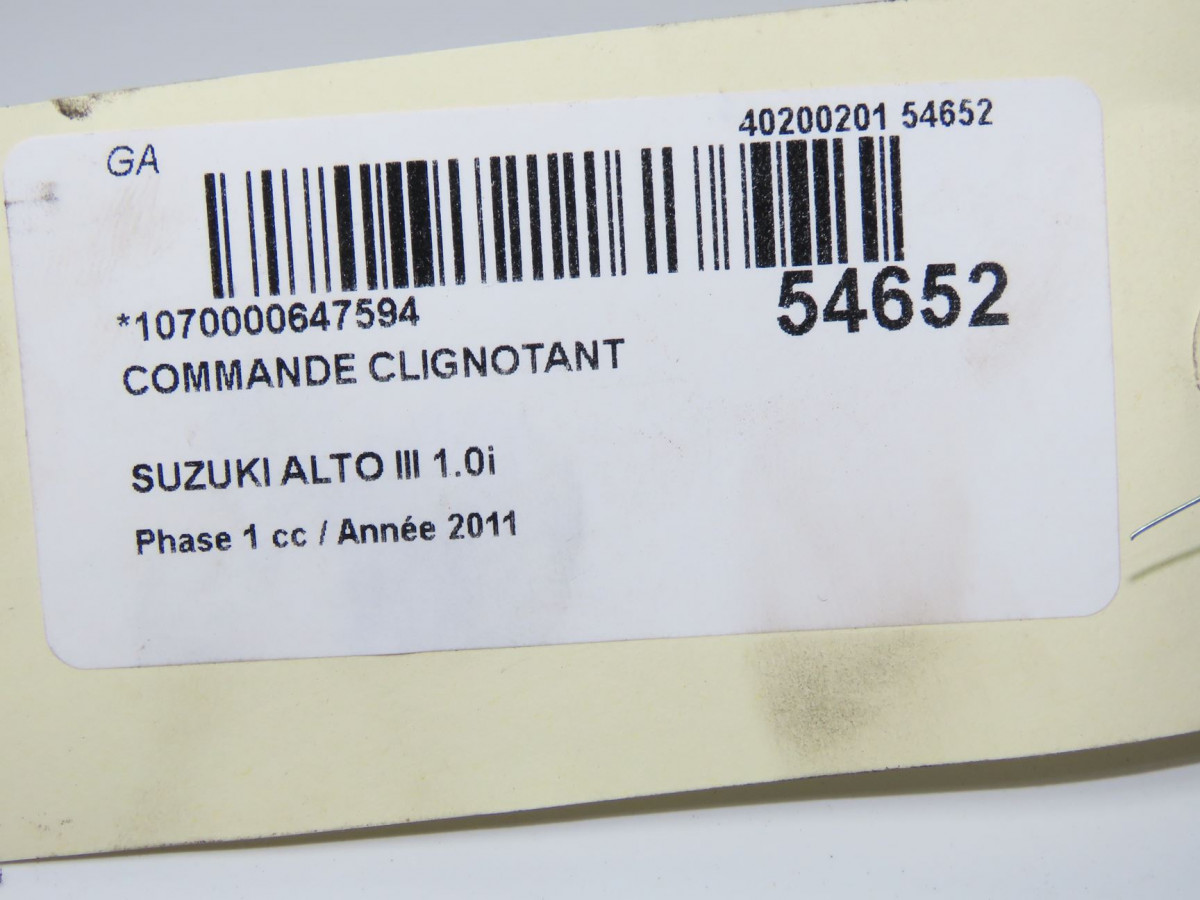 40200201 54652
GA
*1070000647594
54652
COMMANDE CLIGNOTANT
SUZUKI ALTO III 1.0i
Phase 1 cc / Année 2011